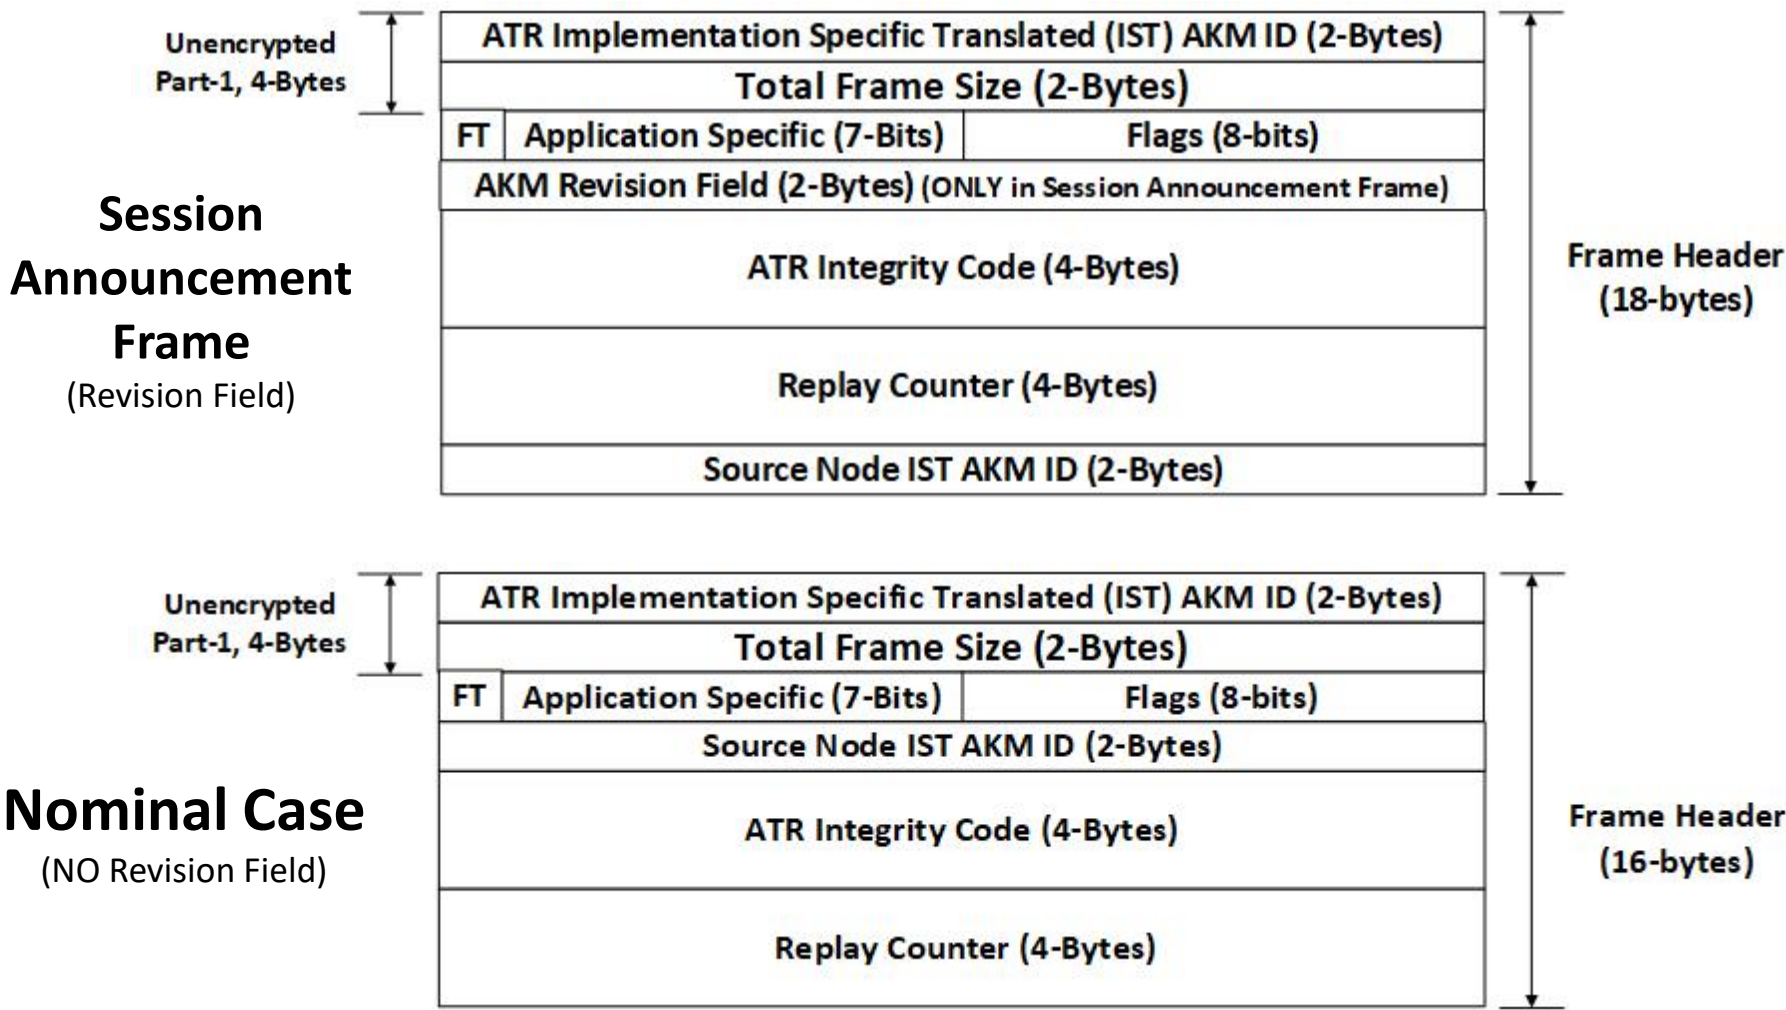 Unencrypted
Part-1, 4-Bytes
ATR Implementation Specific Translated (IST) AKM ID (2-Bytes)
Total Frame Size (2-Bytes)
FT
Application Specific (7-Bits)
Flags (8-bits)
AKM Revision Field (2-Bytes) (ONLY in Session Announcement Frame)
ATR Integrity Code (4-Bytes)
Replay Counter (4-Bytes)
Source Node IST AKM ID (2-Bytes)
Session
Announcement
Frame
(Revision Field)
Frame Header
(18-bytes)
Unencrypted
Part-1, 4-Bytes
ATR Implementation Specific Translated (IST) AKM ID (2-Bytes)
Total Frame Size (2-Bytes)
FT
Application Specific (7-Bits)
Flags (8-bits)
Source Node IST AKM ID (2-Bytes)
ATR Integrity Code (4-Bytes)
Replay Counter (4-Bytes)
Nominal Case
(NO Revision Field)
Frame Header
(16-bytes)